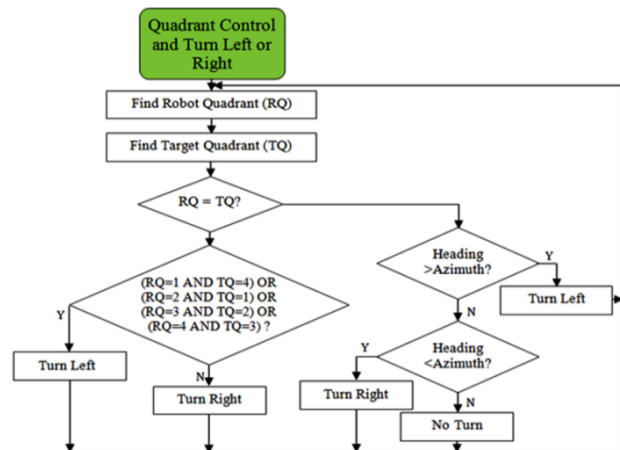 Quadrant Control
and Turn Left or
Right
Find Robot Quadrant (RQ)
Find Target Quadrant (TQ)
RQ = TQ?
(RQ=1 AND TQ=4) OR
(RQ=2 AND TQ=1) OR
(RQ=3 AND TQ=2) OR
(RQ=4 AND TQ=3) ?
Y
Turn Left
N
Turn Right
Heading
>Azimuth?
Y
Turn Left
N
Heading
<Azimuth?
Y
Turn Right
N
No Turn